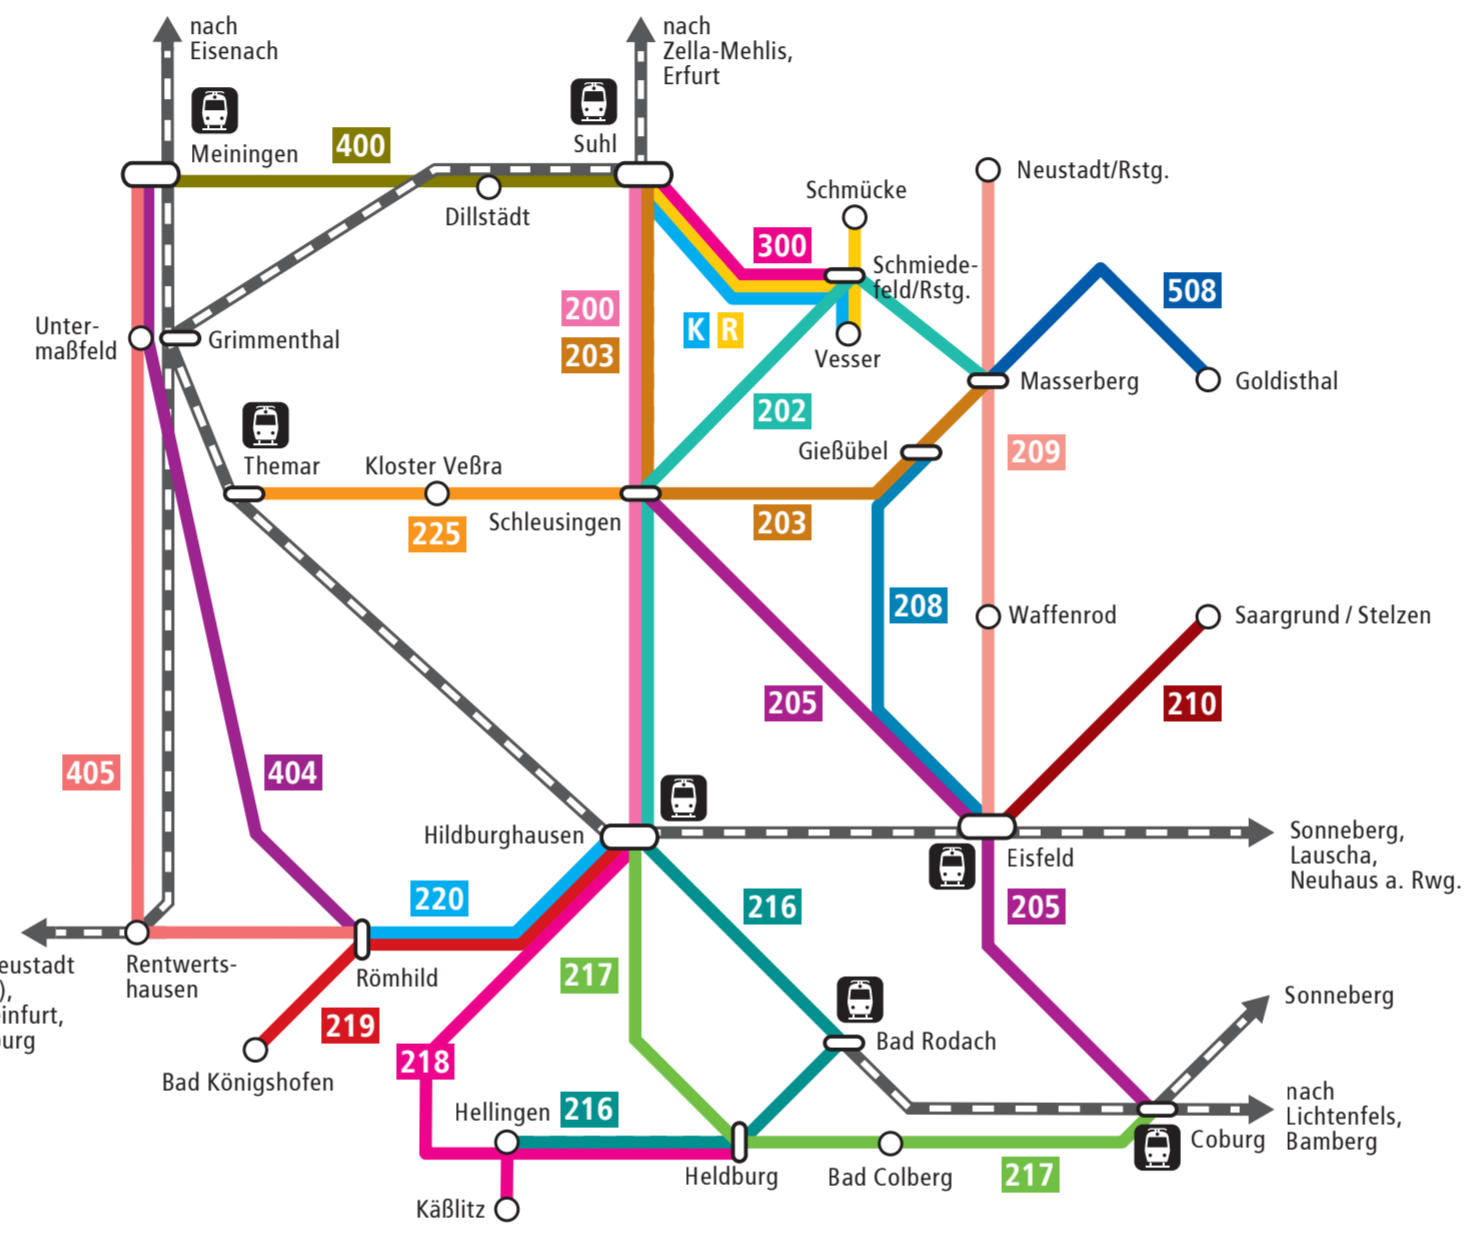 nach
Eisenach
nach
Zella-Mehlis,
Erfurt
Meiningen
400
Suhl
Dillstädt
Neustadt/Rstg.
Schmücke
300
Schmiede-
feld/Rstg.
508
200
203
K R
Vesser
Unter-
maßfeld
Grimmenthal
Masserberg
Goldisthal
202
Gießübel
209
Themar
Kloster Veßra
225
Schleusingen
203
208
Waffenrod
Saargrund / Stelzen
205
210
405
404
Hildburghausen
Eisfeld
Sonneberg,
Lauscha,
Neuhaus a. Rwg.
220
216
205
eustadt
),
einfurt,
burg
Rentwerts-
hausen
Römhild
217
219
Bad Königshofen
218
Bad Rodach
Sonneberg
nach
Lichtenfels,
Bamberg
Hellingen
216
Coburg
Heldburg
Bad Colberg
217
Käßlitz